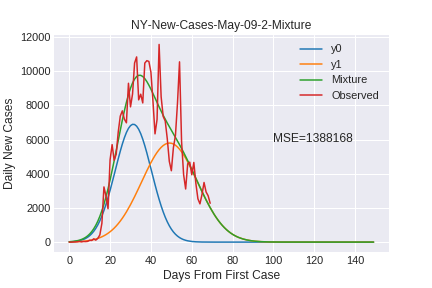 NY-New-Cases-May-09-2-Mixture
12000
10000
8000
6000
4000
2000
0
Daily New Cases
y0
y1
Mixture
Observed
MSE=1388168
0 20 40 60 80 100 120 140
Days From First Case